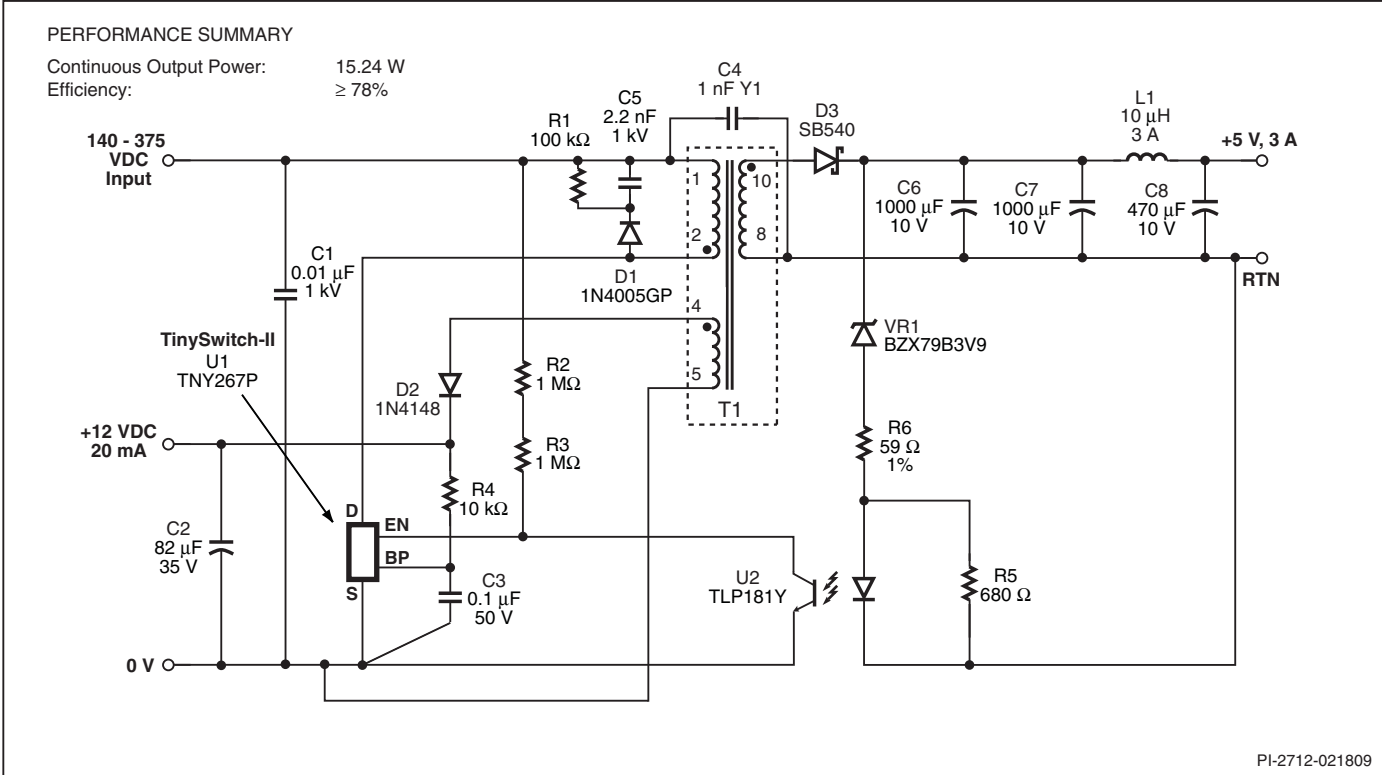 PERFORMANCE SUMMARY
Continuous Output Power: 15.24 W
Efficiency: ≥ 78%
C4
1 nF Y1
C5
2.2 nF
1 kV
R1
100 kΩ
D3
SB540
L1
10 µH
3 A
140 - 375
VDC
Input
+5 V, 3 A
1
10
2
8
C6
1000 µF
10 V
C7
1000 µF
10 V
C8
470 µF
10 V
RTN
C1
0.01 µF
1 kV
D1
1N4005GP
4
5
T1
VR1
BZX79B3V9
TinySwitch-II
U1
TNY267P
D2
1N4148
R2
1 MΩ
+12 VDC
20 mA
R3
1 MΩ
R6
59 Ω
1%
R4
10 kΩ
D
EN
BP
S
C2
82 µF
35 V
C3
0.1 µF
50 V
U2
TLP181Y
R5
680 Ω
0 V
PI-2712-021809